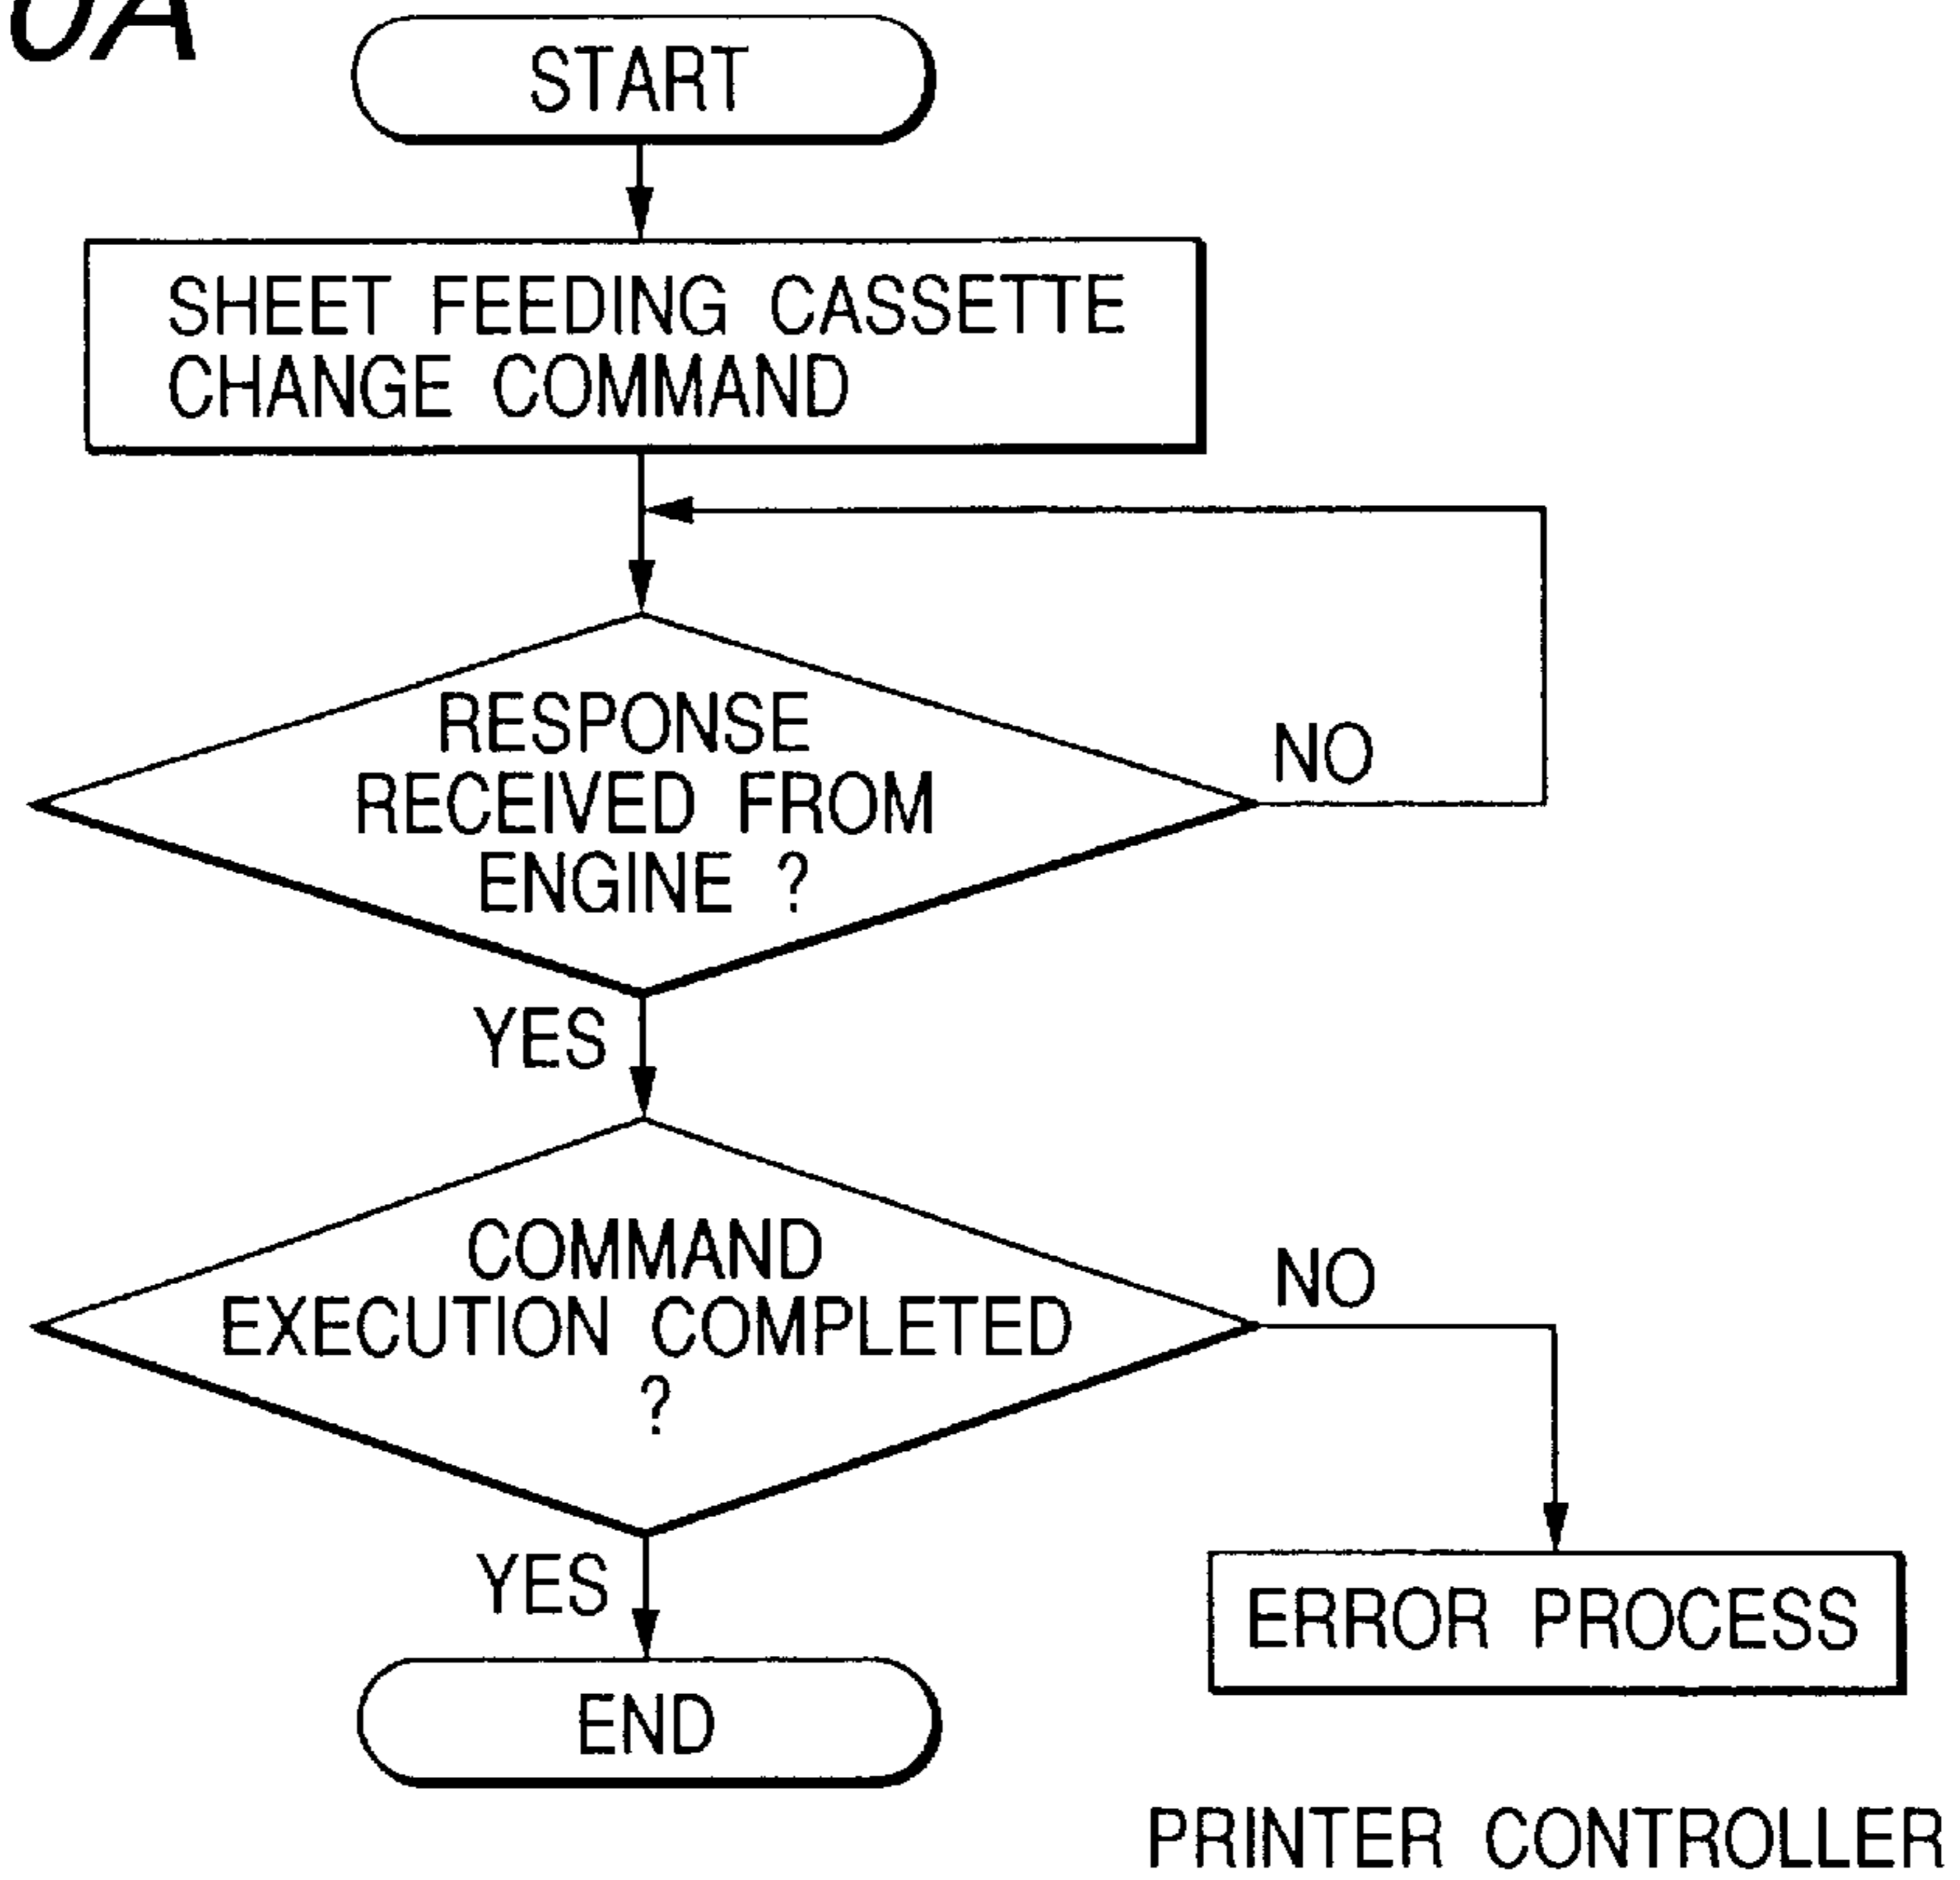 0A
START
SHEET FEEDING CASSETTE
CHANGE COMMAND
RESPONSE
RECEIVED FROM
ENGINE ?
NO
YES
COMMAND
EXECUTION COMPLETED
?
NO
YES
ERROR PROCESS
END
PRINTER CONTROLLER